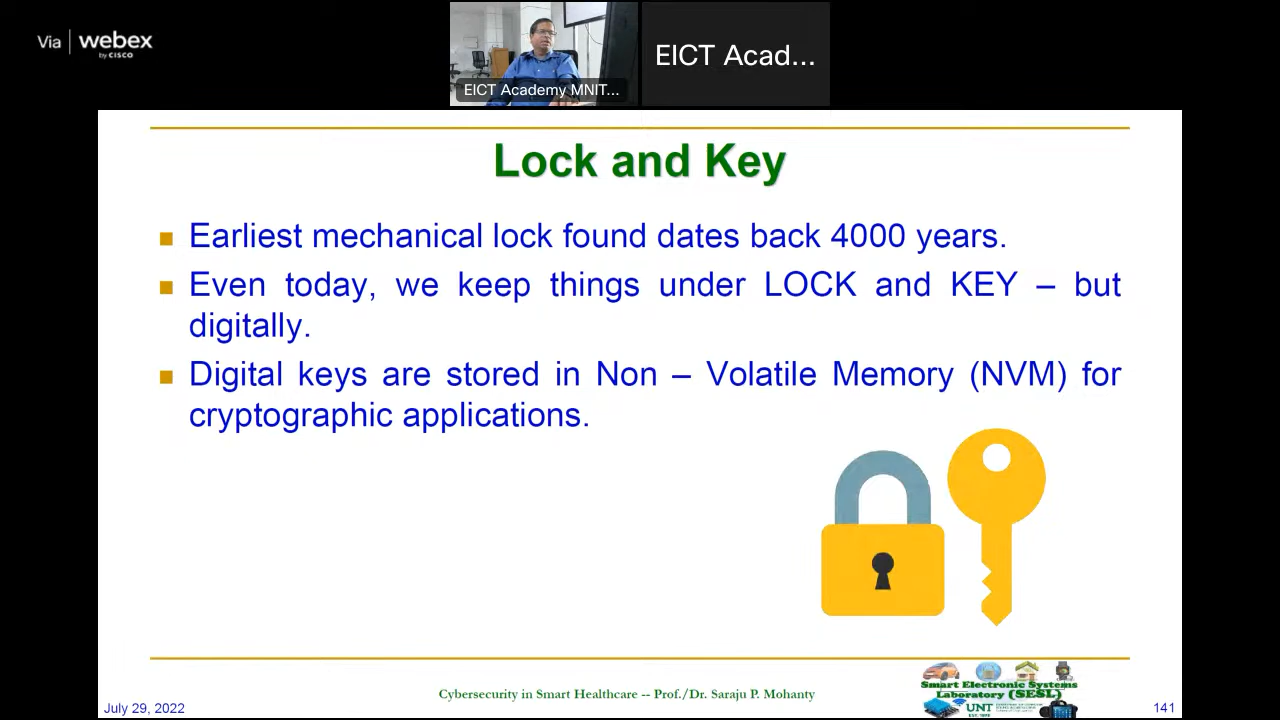 Via webex
by CISCO
EICT Academy MNIT...
EICT Acad...
Lock and Key
Earliest mechanical lock found dates back 4000 years.
Even today, we keep things under LOCK and KEY – but
digitally.
Digital keys are stored in Non – Volatile Memory (NVM) for
cryptographic applications.
Cybersecurity in Smart Healthcare -- Prof./Dr. Saraju P. Mohanty
Smart Electronic Systems
Laboratory (SESL)
UNT
EST. 1890
July 29, 2022
141